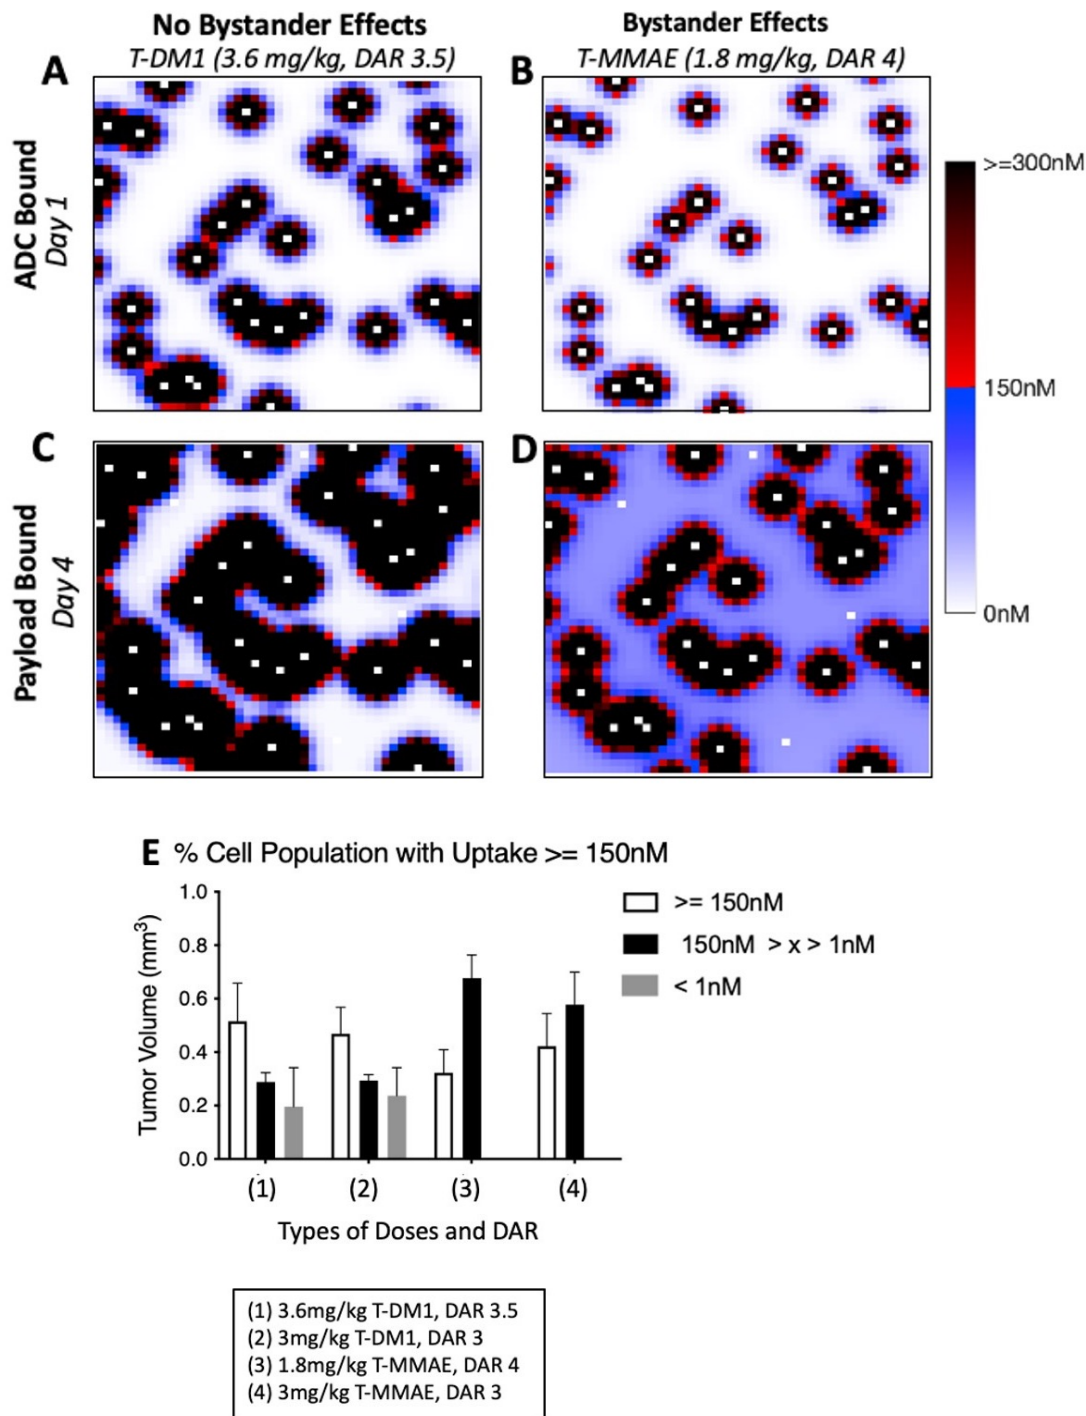 No Bystander Effects
T-DM1 (3.6 mg/kg, DAR 3.5)
Bystander Effects
T-MMAE (1.8 mg/kg, DAR 4)
A
B
ADC Bound
Day 1
>=300nM
150nM
0nM
C
D
Payload Bound
Day 4
E % Cell Population with Uptake >= 150nM
Tumor Volume (mm³)
1.0
0.8
0.6
0.4
0.2
0.0
>= 150nM
150nM > x > 1nM
< 1nM
(1) (2) (3) (4)
Types of Doses and DAR
(1) 3.6mg/kg T-DM1, DAR 3.5
(2) 3mg/kg T-DM1, DAR 3
(3) 1.8mg/kg T-MMAE, DAR 4
(4) 3mg/kg T-MMAE, DAR 3